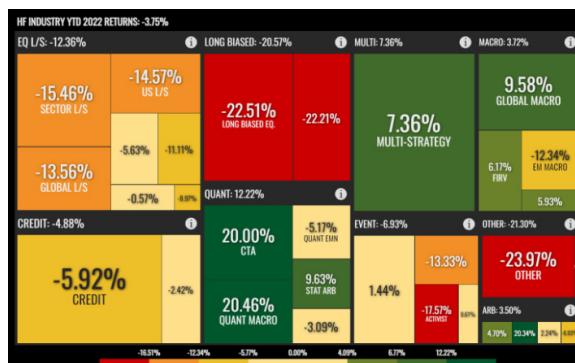 HF INDUSTRY YTD 2022 RETURNS: -3.75%
EQ L/S: -12.36%
-15.46%
SECTOR L/S
-14.57%
US L/S
-13.56%
GLOBAL L/S
-5.63%
-11.11%
-0.57%
LONG BIASED: -20.57%
-22.51%
LONG BIASED EQ.
-22.21%
MULTI: 7.36%
7.36%
MULTI-STRATEGY
MACRO: 3.72%
9.58%
GLOBAL MACRO
6.17%
FIRV
-12.34%
EM MACRO
5.93%
CREDIT: -4.88%
-5.92%
CREDIT
-2.42%
QUANT: 12.22%
20.00%
CTA
-5.17%
QUANT EMN
20.46%
QUANT MACRO
9.63%
STAT ARB
-3.09%
EVENT: -6.93%
1.44%
-13.33%
-17.57%
ACTIVIST
OTHER: -21.30%
-23.97%
OTHER
ARB: 3.50%
4.70% 20.34% 2.24%
-16.51% -12.34% -5.77% 0.00% 4.09% 6.77% 12.22%